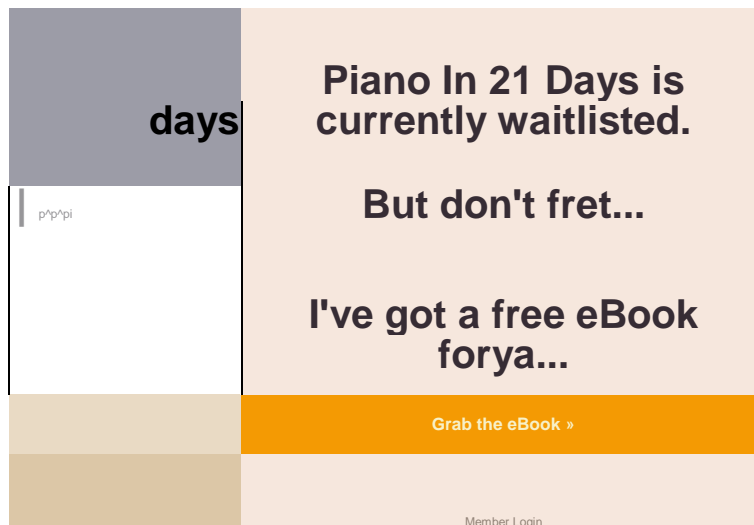 days
p^p^pi
Piano In 21 Days is
currently waitlisted.
But don't fret...
I've got a free eBook
forya...
Grab the eBook »
Member Login